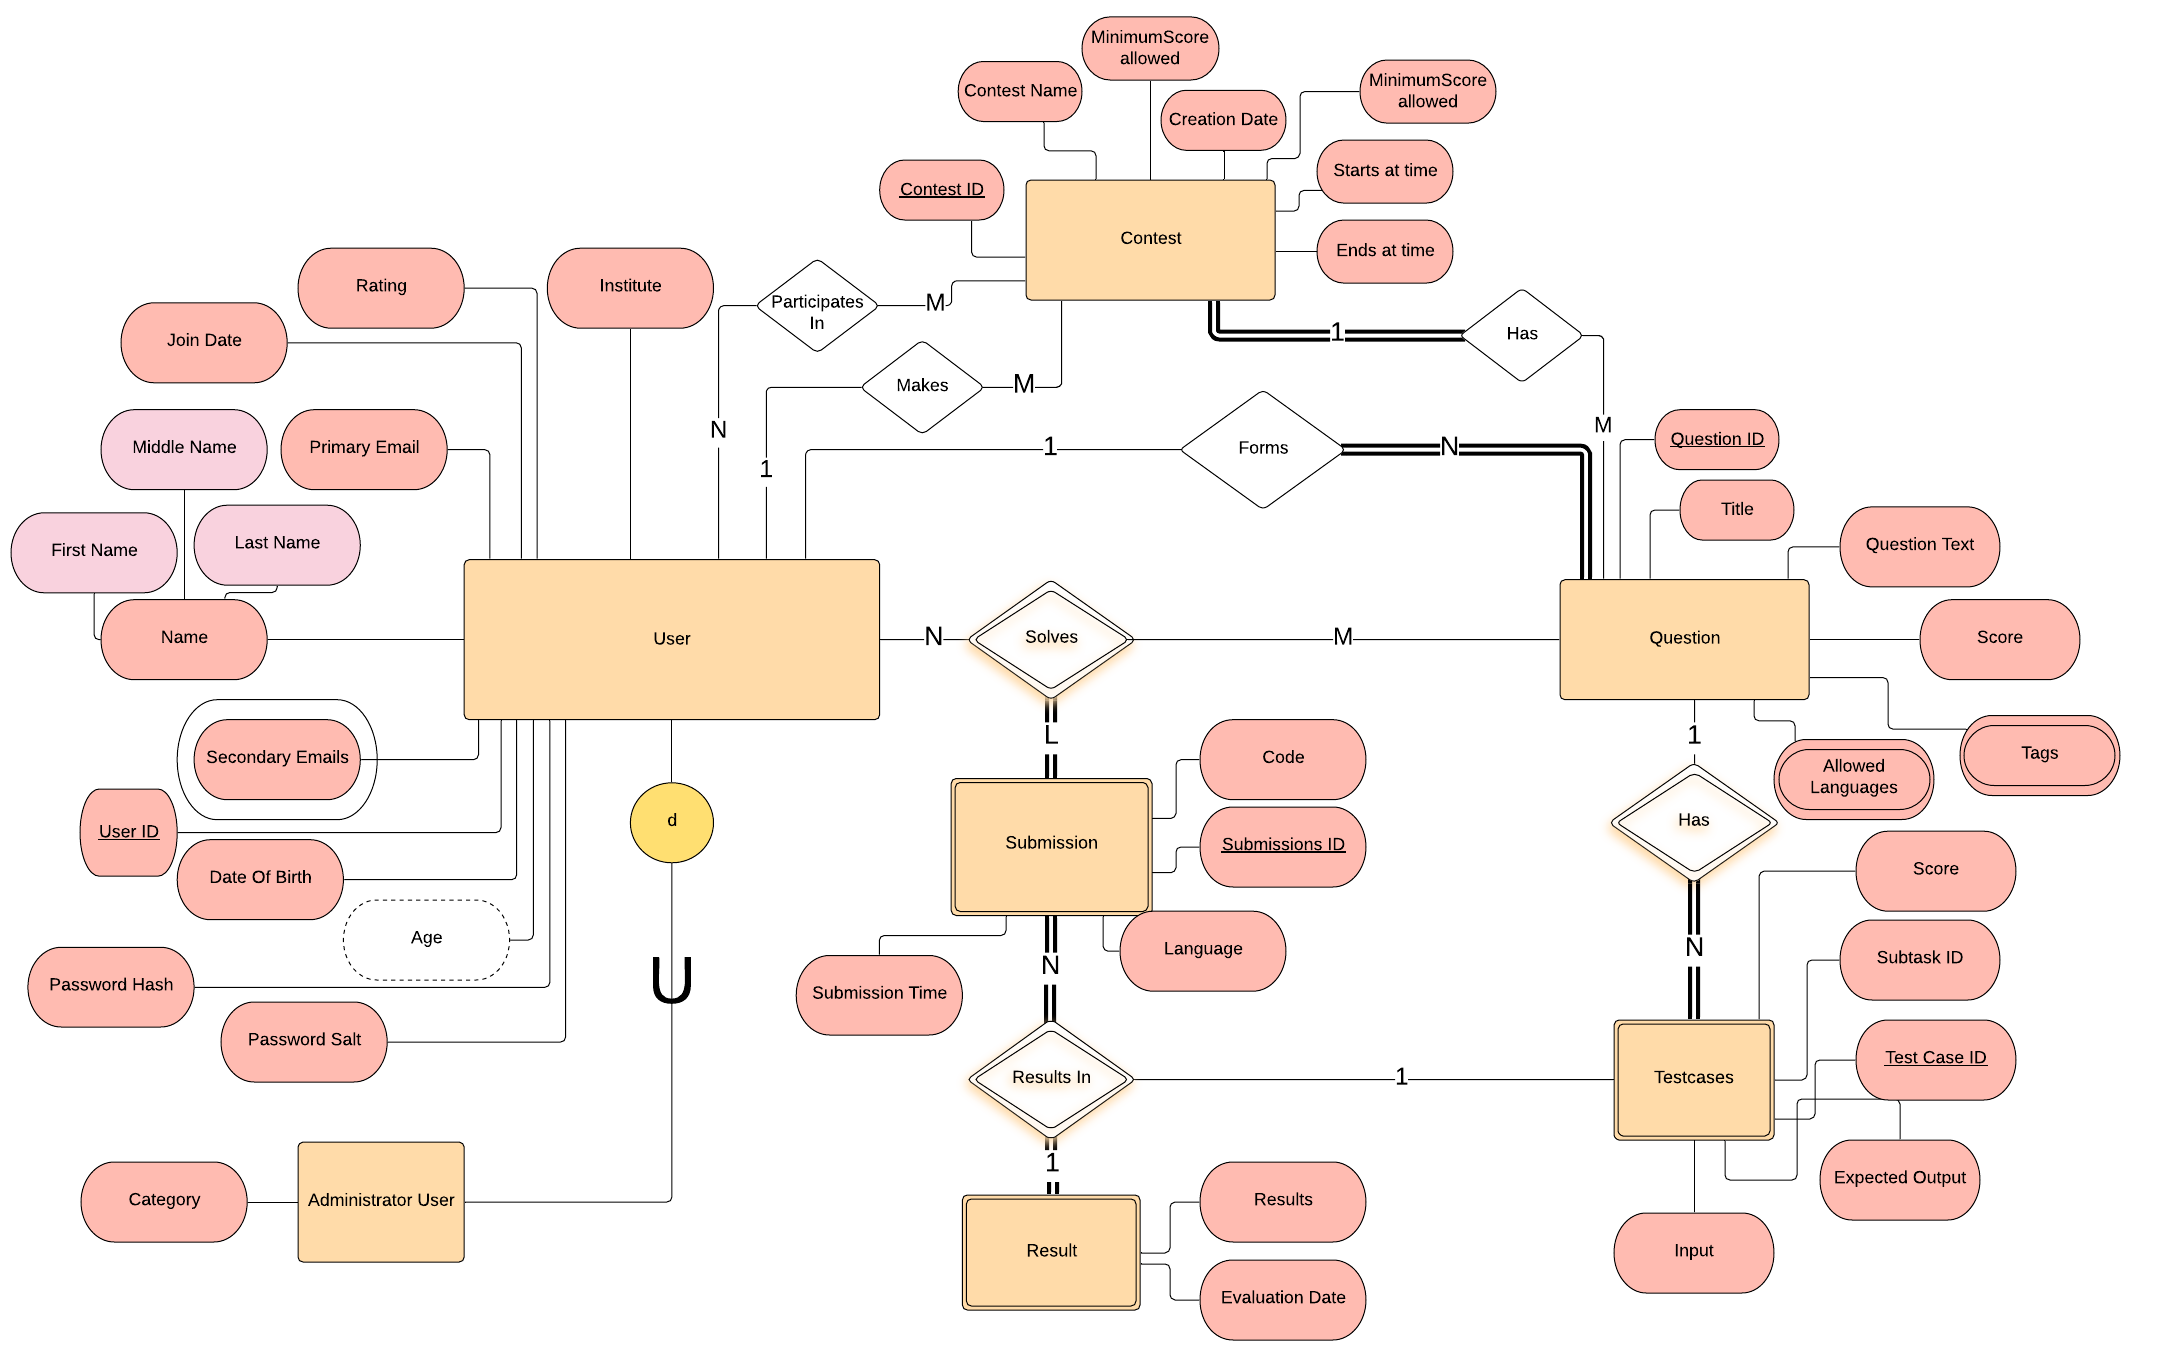 MinimumScore
allowed
Contest Name
MinimumScore
allowed
Creation Date
Starts at time
Contest ID
Contest
Ends at time
Rating
Institute
Participates
In
M
1
Has
Join Date
Makes
M
M
N
Middle Name
Primary Email
1
1
Forms
N
Question ID
Title
First Name
Last Name
Question Text
Name
User
N
Solves
M
Question
Score
L
1
Secondary Emails
Code
Allowed
Languages
Tags
User ID
d
Submission
Submissions ID
Has
Date Of Birth
Score
Age
U
N
Language
N
Subtask ID
Password Hash
Submission Time
Password Salt
Results In
1
Testcases
Test Case ID
1
Expected Output
Category
Administrator User
Results
Result
Input
Evaluation Date